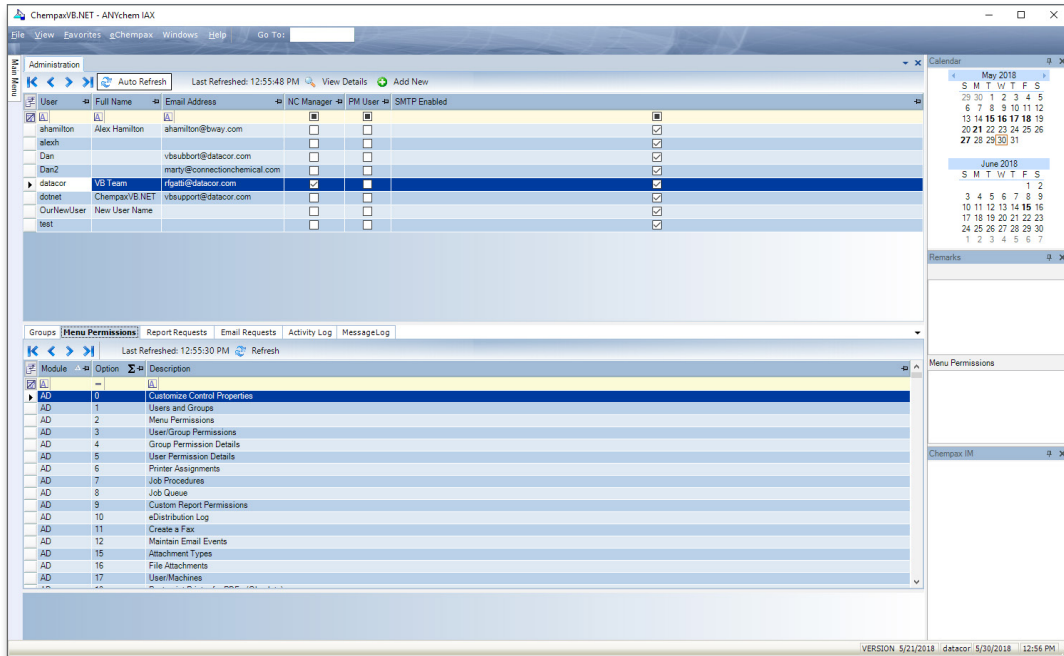 ChempaxVB.NET - ANYchem IAX
File View Favorites eChempax Windows Help Go To:
Main Menu
Administration
Auto Refresh Last Refreshed: 12:55:48 PM View Details Add New
User Full Name Email Address NC Manager PM User SMTP Enabled
ahamilton Alex Hamilton ahamilton@bway.com
alexh
Dan vbsubbort@datacor.com
Dan2 marty@connectionchemical.com
datacor VB Team rfgatti@datacor.com
dotnet ChempaxVB.NET vbsupport@datacor.com
OurNewUser New User Name
test
Groups Menu Permissions Report Requests Email Requests Activity Log MessageLog
Last Refreshed: 12:55:30 PM Refresh
Module Option Σ Description
A = A
AD 0 Customize Control Properties
AD 1 Users and Groups
AD 2 Menu Permissions
AD 3 User/Group Permissions
AD 4 Group Permission Details
AD 5 User Permission Details
AD 6 Printer Assignments
AD 7 Job Procedures
AD 8 Job Queue
AD 9 Custom Report Permissions
AD 10 eDistribution Log
AD 11 Create a Fax
AD 12 Maintain Email Events
AD 15 Attachment Types
AD 16 File Attachments
AD 17 User/Machines
Calendar
May 2018
S M T W T F S
29 30 1 2 3 4 5
6 7 8 9 10 11 12
13 14 15 16 17 18 19
20 21 22 23 24 25 26
27 28 29 30 31
June 2018
S M T W T F S
1 2
3 4 5 6 7 8 9
10 11 12 13 14 15 16
17 18 19 20 21 22 23
24 25 26 27 28 29 30
1 2 3 4 5 6 7
Remarks
Menu Permissions
Chempax IM
VERSION 5/21/2018 datacor 5/30/2018 12:56 PM